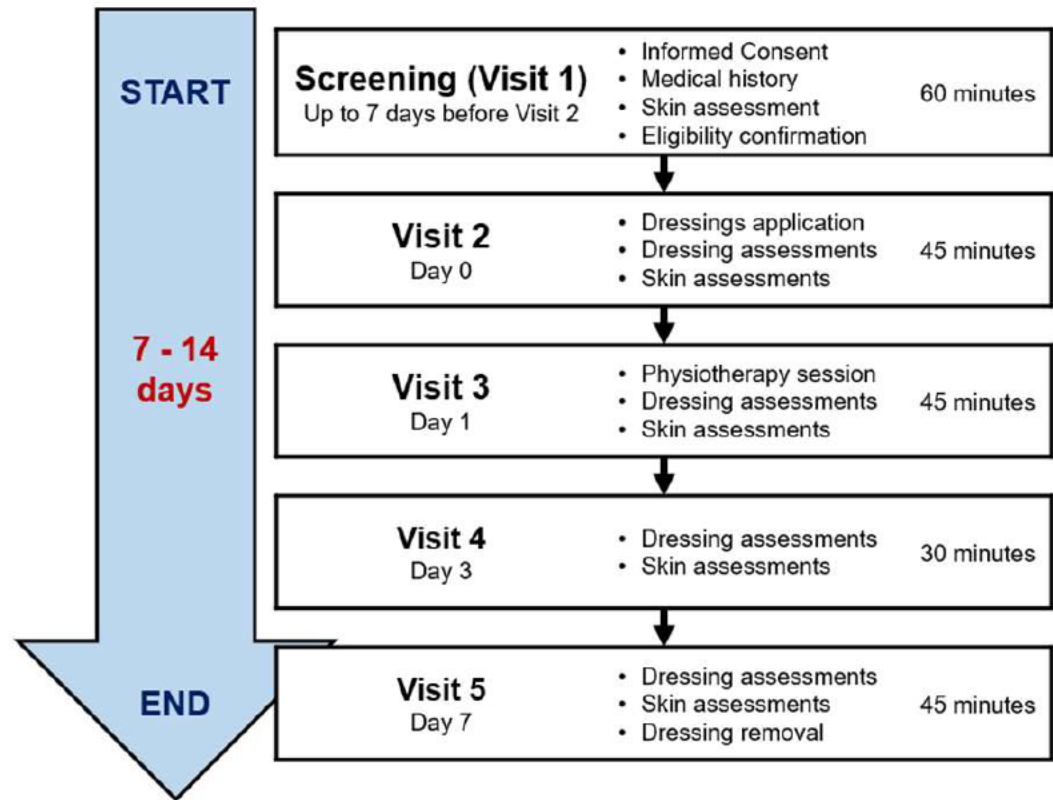 START
Screening (Visit 1)
Up to 7 days before Visit 2
• Informed Consent
• Medical history
• Skin assessment
• Eligibility confirmation
60 minutes
Visit 2
Day 0
• Dressings application
• Dressing assessments
• Skin assessments
45 minutes
7 - 14
days
Visit 3
Day 1
• Physiotherapy session
• Dressing assessments
• Skin assessments
45 minutes
Visit 4
Day 3
• Dressing assessments
• Skin assessments
30 minutes
END
Visit 5
Day 7
• Dressing assessments
• Skin assessments
• Dressing removal
45 minutes